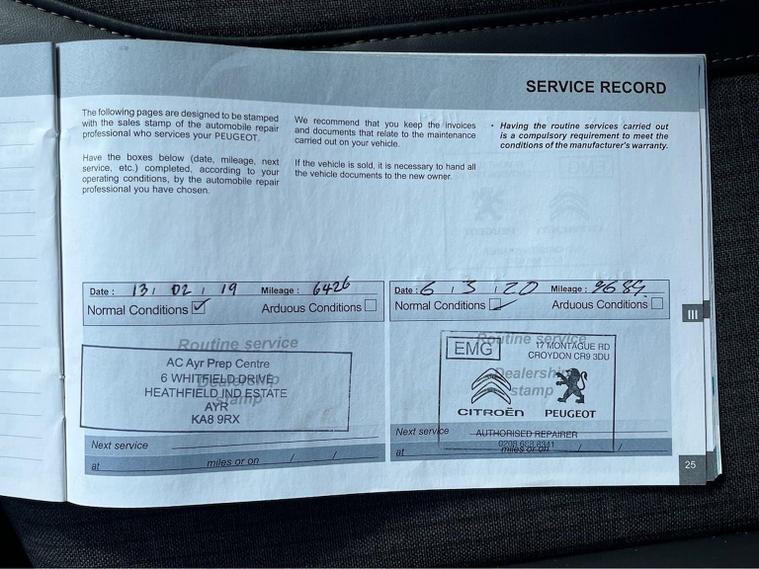 SERVICE RECORD
The following pages are designed to be stamped
with the sales stamp of the automobile repair
professional who services your PEUGEOT.
Have the boxes below (date, mileage, next
service, etc.) completed, according to your
operating conditions, by the automobile repair
professional you have chosen.
We recommend that you keep the invoices
and documents that relate to the maintenance
carried out on your vehicle.
If the vehicle is sold, it is necessary to hand all
the vehicle documents to the new owner.
• Having the routine services carried out
is a compulsory requirement to meet the
conditions of the manufacturer's warranty.
Date : 13 / 02 / 19 Mileage : 6426
Normal Conditions Arduous Conditions
Routine service
Dealership
stamp
AC Ayr Prep Centre
6 WHITFIELD DRIVE
HEATHFIELD IND ESTATE
AYR
KA8 9RX
Next service
at miles or on / /
Date : 6 / 3 / 20 Mileage : 9689
Normal Conditions Arduous Conditions
Routine service
Dealership
stamp
EMG
17 MONTAGUE RD
CROYDON CR9 3DU
CITROËN PEUGEOT
AUTHORISED REPAIRER
Next service
at miles or on / /
III
25